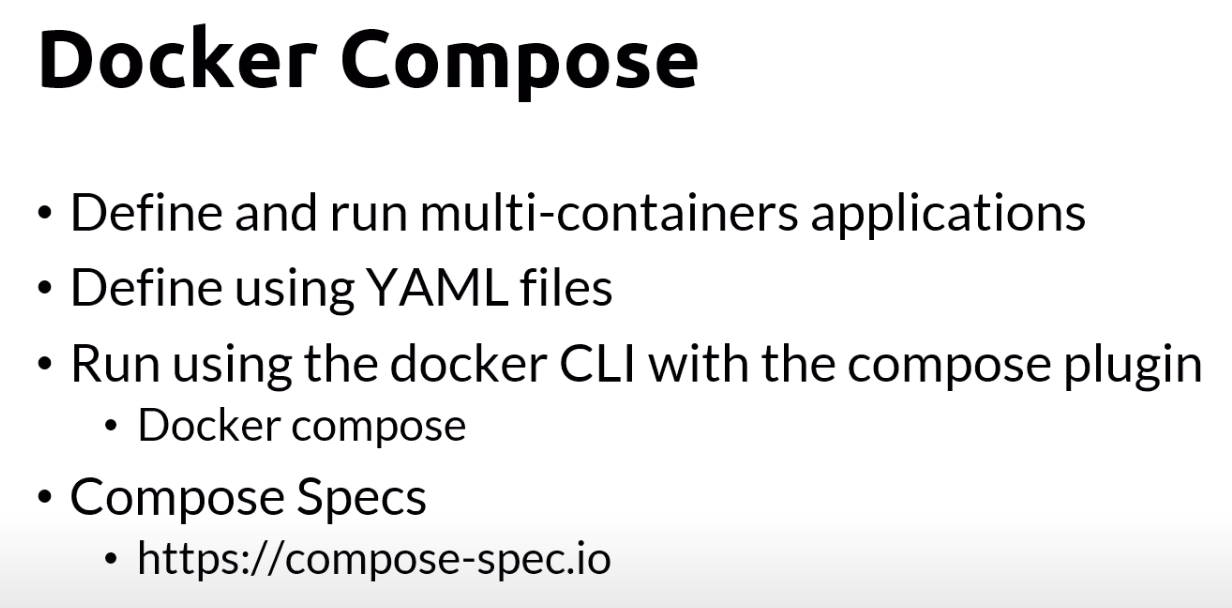 Docker Compose
• Define and run multi-containers applications
• Define using YAML files
• Run using the docker CLI with the compose plugin
• Docker compose
• Compose Specs
• https://compose-spec.io